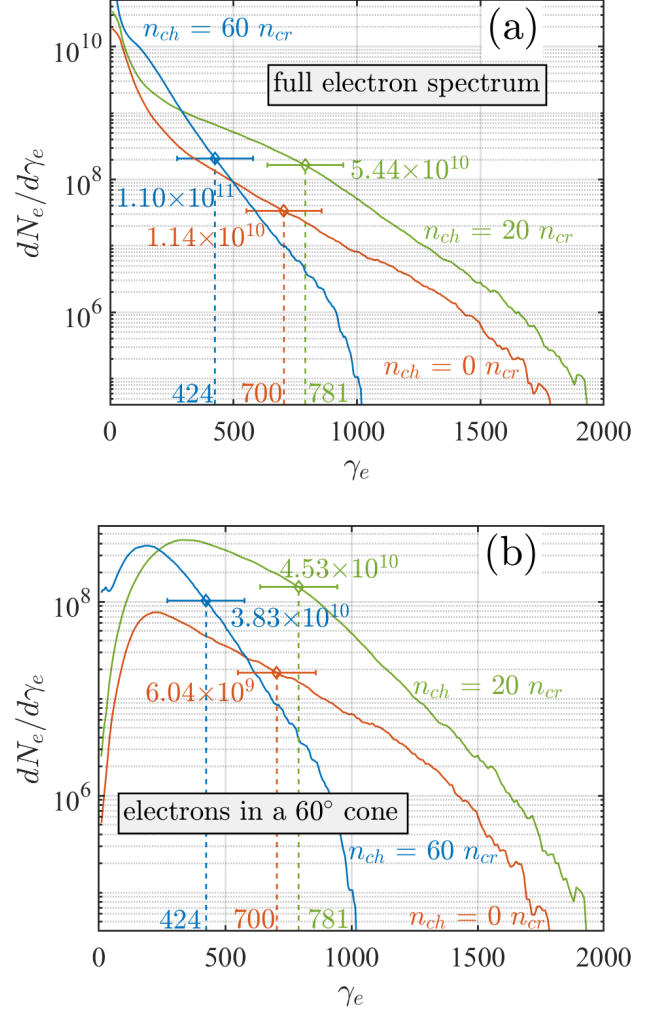 (a)
n_ch = 60 n_cr
full electron spectrum
5.44×10^10
1.10×10^11
1.14×10^10
n_ch = 20 n_cr
n_ch = 0 n_cr
424 700 781
10^10
10^8
10^6
dN_e/dγ_e
0 500 1000 1500 2000
γ_e
(b)
4.53×10^10
3.83×10^10
6.04×10^9
n_ch = 20 n_cr
electrons in a 60° cone
n_ch = 60 n_cr
n_ch = 0 n_cr
424 700 781
10^8
10^6
dN_e/dγ_e
0 500 1000 1500 2000
γ_e